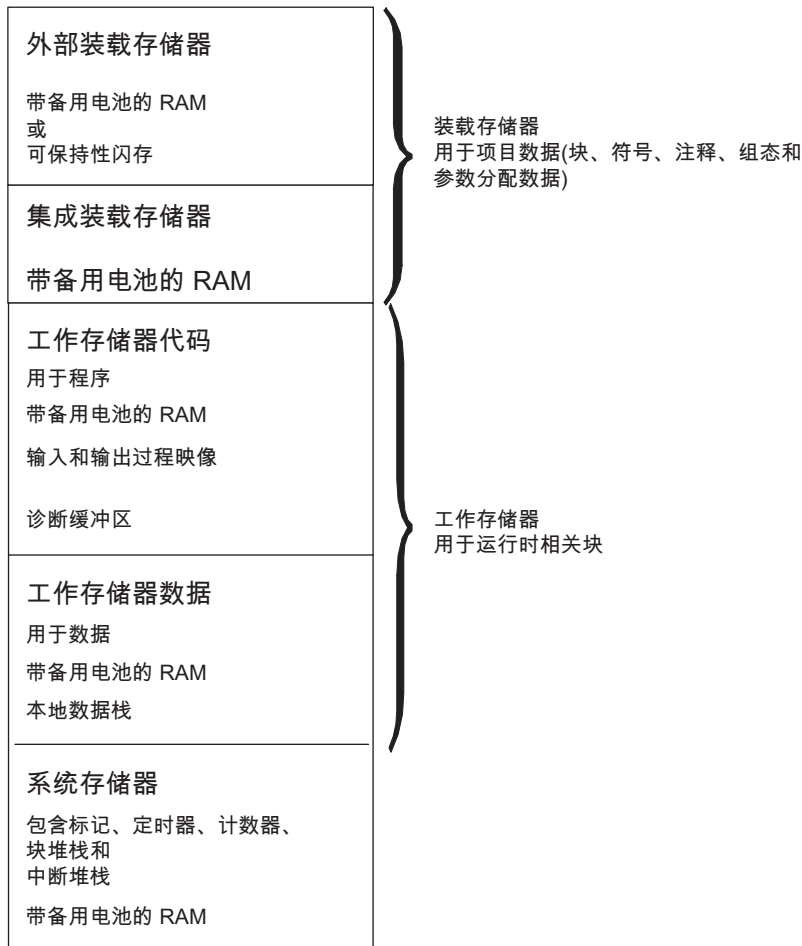 外部装载存储器
带备用电池的 RAM
或
可保持性闪存
集成装载存储器
带备用电池的 RAM
装载存储器
用于项目数据(块、符号、注释、组态和
参数分配数据)
工作存储器代码
用于程序
带备用电池的 RAM
输入和输出过程映像
诊断缓冲区
工作存储器数据
用于数据
带备用电池的 RAM
本地数据栈
工作存储器
用于运行时相关块
系统存储器
包含标记、定时器、计数器、
块堆栈和
中断堆栈
带备用电池的 RAM